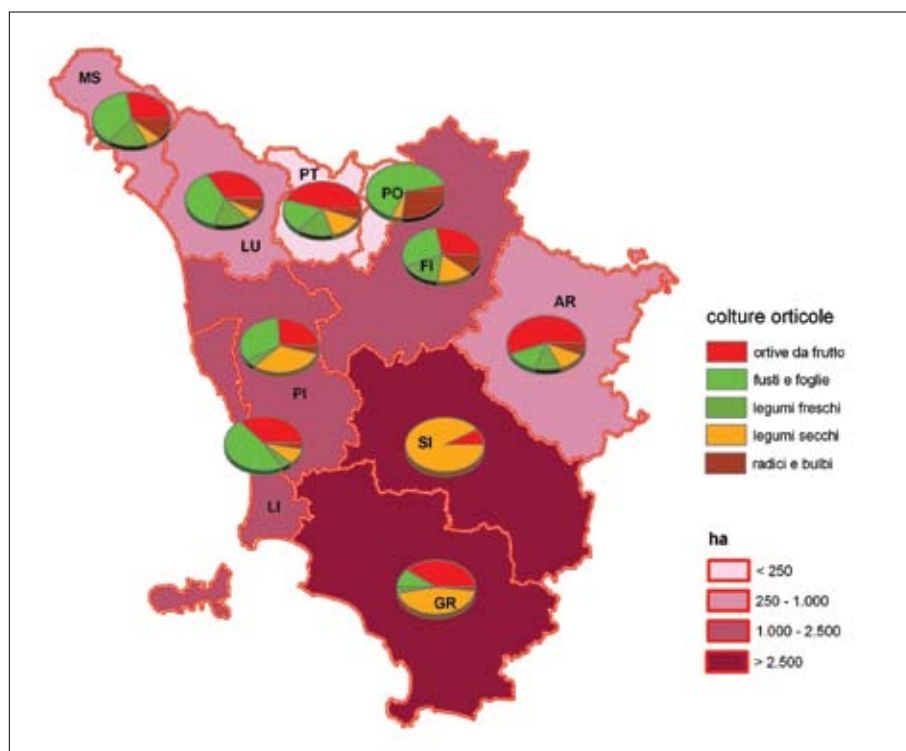 MS
PT
PO
LU
FI
AR
PI
SI
LI
GR
colture orticole
ortive da frutto
fusti e foglie
legumi freschi
legumi secchi
radici e bulbi
ha
< 250
250 - 1.000
1.000 - 2.500
> 2.500